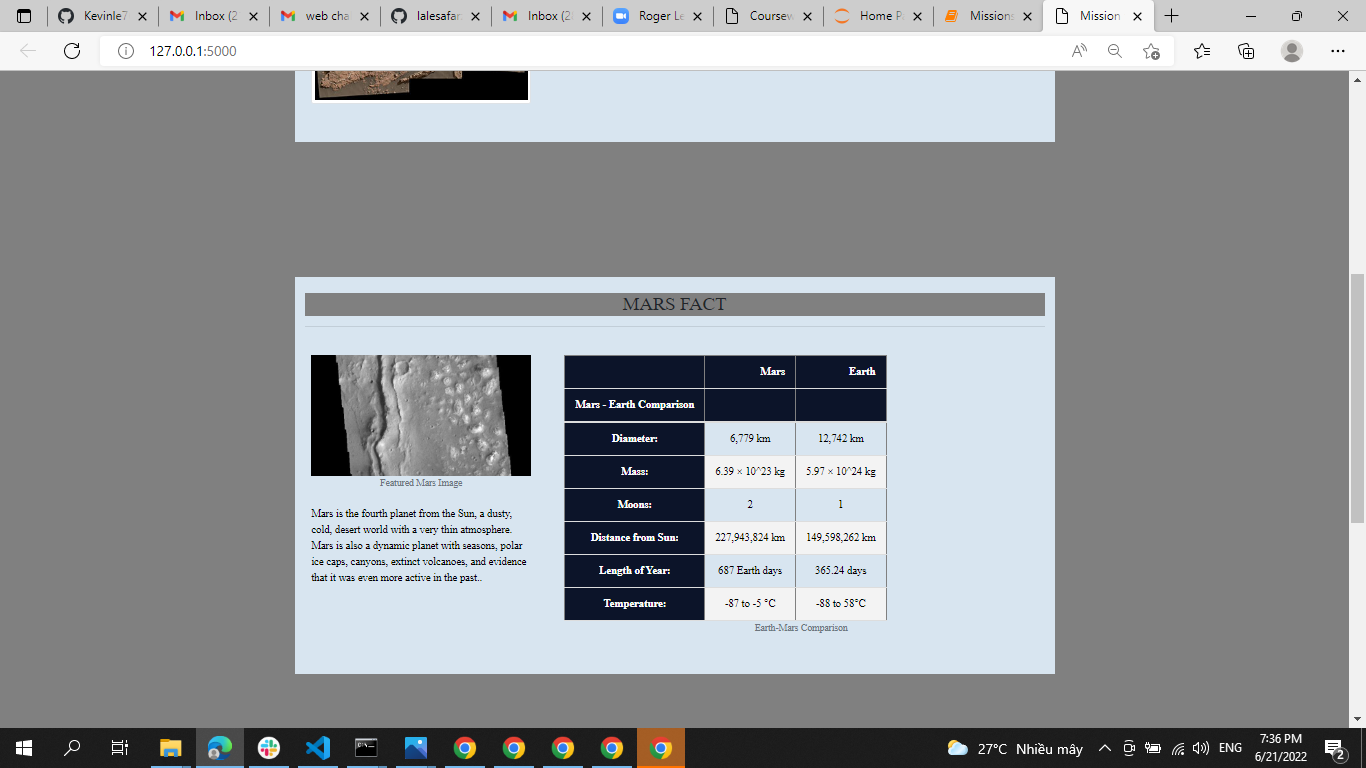 Kevinle7
Inbox (2
web cha
lalesafar
Inbox (2
Roger Le
Coursew
Home P
Missions
Mission
127.0.0.1:5000
MARS FACT
Mars Earth
Mars - Earth Comparison
Diameter: 6,779 km 12,742 km
Mass: 6.39 × 10^23 kg 5.97 × 10^24 kg
Moons: 2 1
Distance from Sun: 227,943,824 km 149,598,262 km
Length of Year: 687 Earth days 365.24 days
Temperature: -87 to -5 °C -88 to 58°C
Earth-Mars Comparison
Featured Mars Image
Mars is the fourth planet from the Sun, a dusty,
cold, desert world with a very thin atmosphere.
Mars is also a dynamic planet with seasons, polar
ice caps, canyons, extinct volcanoes, and evidence
that it was even more active in the past..
27°C Nhiều mây
ENG
7:36 PM
6/21/2022
2